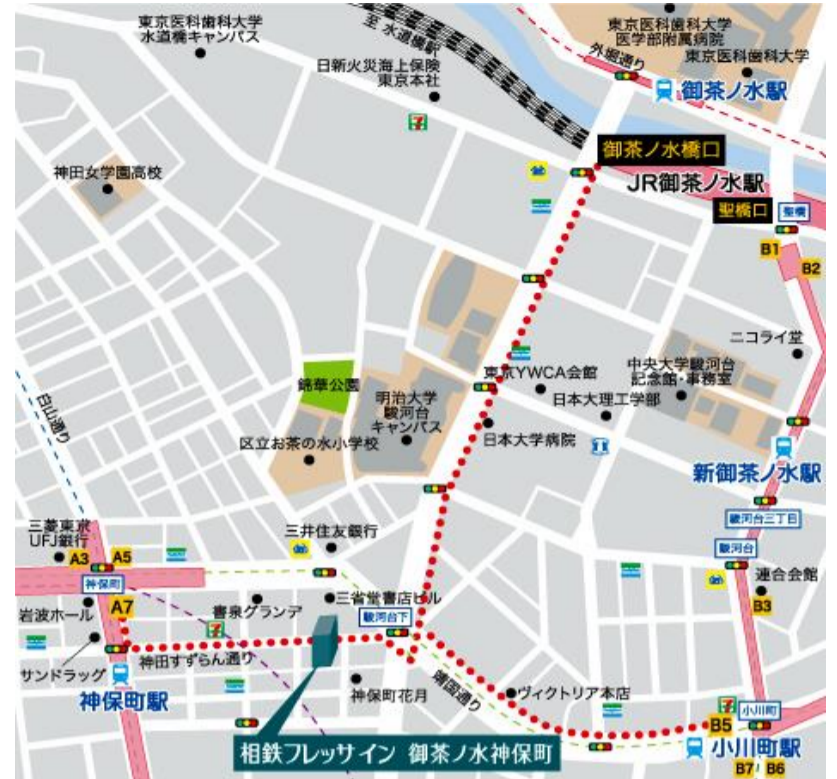 東京医科歯科大学
水道橋キャンパス
至 水道橋駅
日新火災海上保険
東京本社
外堀通り
東京医科歯科大学
医学部附属病院
東京医科歯科大学
御茶ノ水駅
御茶ノ水橋口
JR御茶ノ水駅
聖橋口
聖橋
B1
B2
神田女学園高校
ニコライ堂
錦華公園
明治大学
駿河台
キャンパス
東京YWCA会館
中央大学駿河台
記念館・事務室
日本大理工学部
日本大学病院
区立お茶の水小学校
白山通り
新御茶ノ水駅
駿河台三丁目
駿河台
連合会館
B3
三菱東京
UFJ銀行
A3
A5
神保町
A7
岩波ホール
サンドラッグ
神保町駅
三井住友銀行
書泉グランデ
三省堂書店ビル
駿河台下
神田すずらん通り
神保町花月
靖国通り
ヴィクトリア本店
B5
小川町
小川町駅
B7
B6
相鉄フレッサイン 御茶ノ水神保町